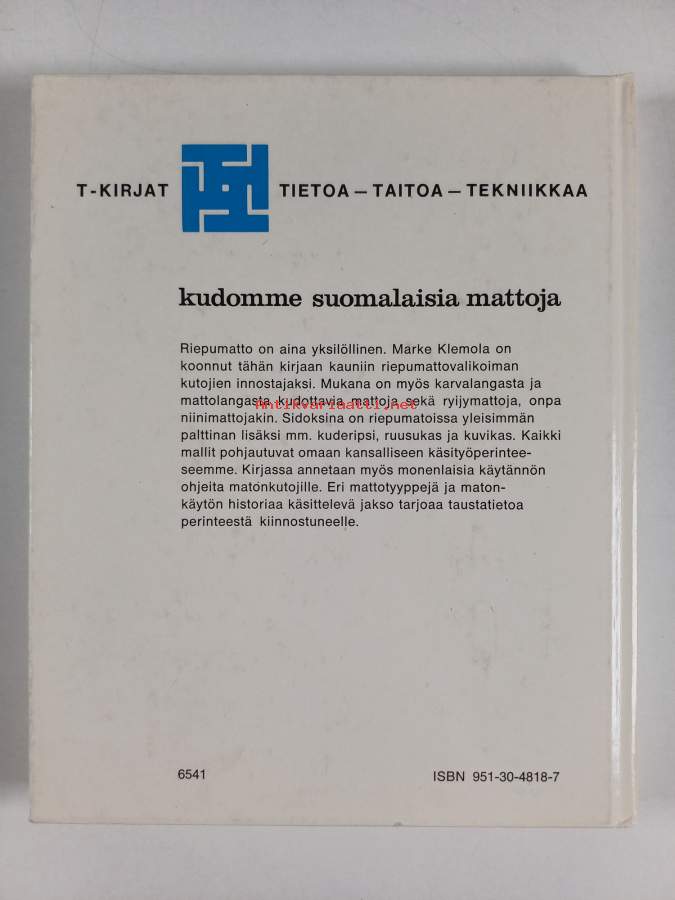 T-KIRJAT TIETOA — TAITOA — TEKNIIKKAA
kudomme suomalaisia mattoja
Riepumatto on aina yksilöllinen. Marke Klemola on
koonnut tähän kirjaan kauniin riepumattovalikoiman
kutojien innostajaksi. Mukana on myös karvalangasta ja
mattolangasta kudottavia mattoja sekä ryijymattoja, onpa
Antikvariaatti.net
niinimattojakin. Sidoksina on riepumatoissa yleisimmän
palttinan lisäksi mm. kuderipsi, ruusukas ja kuvikas. Kaikki
mallit pohjautuvat omaan kansalliseen käsityöperintee-
seemme. Kirjassa annetaan myös monenlaisia käytännön
ohjeita matonkutojille. Eri mattotyyppejä ja maton-
käytön historiaa käsittelevä jakso tarjoaa taustatietoa
perinteestä kiinnostuneelle.
6541 ISBN 951-30-4818-7